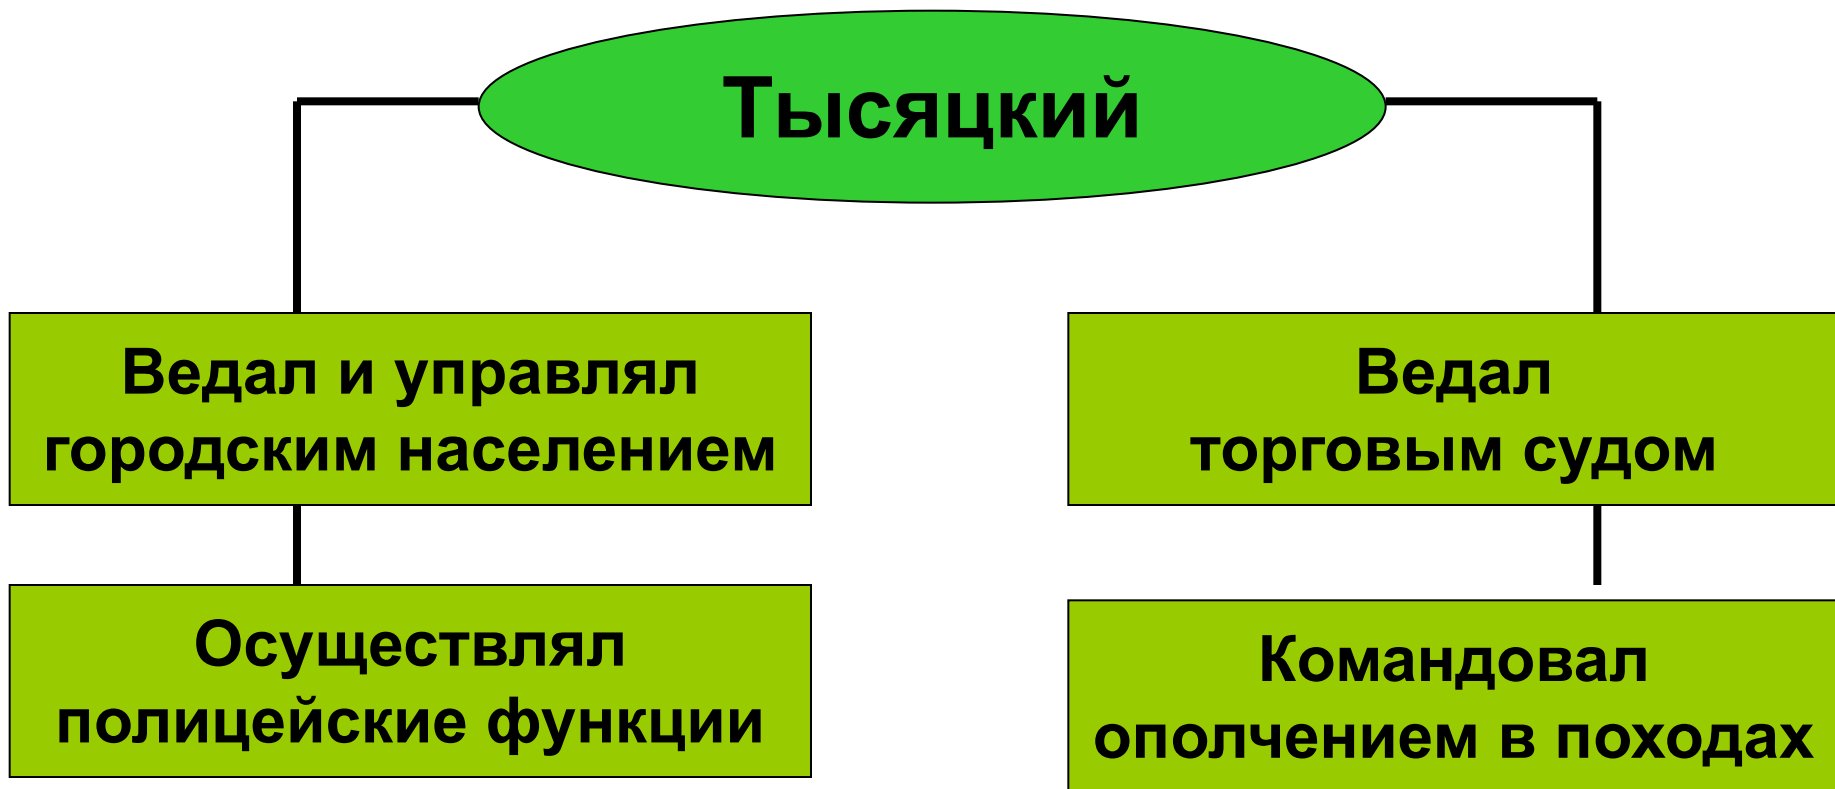 Тысяцкий
Ведал и управлял
городским населением
Ведал
торговым судом
Осуществлял
полицейские функции
Командовал
ополчением в походах